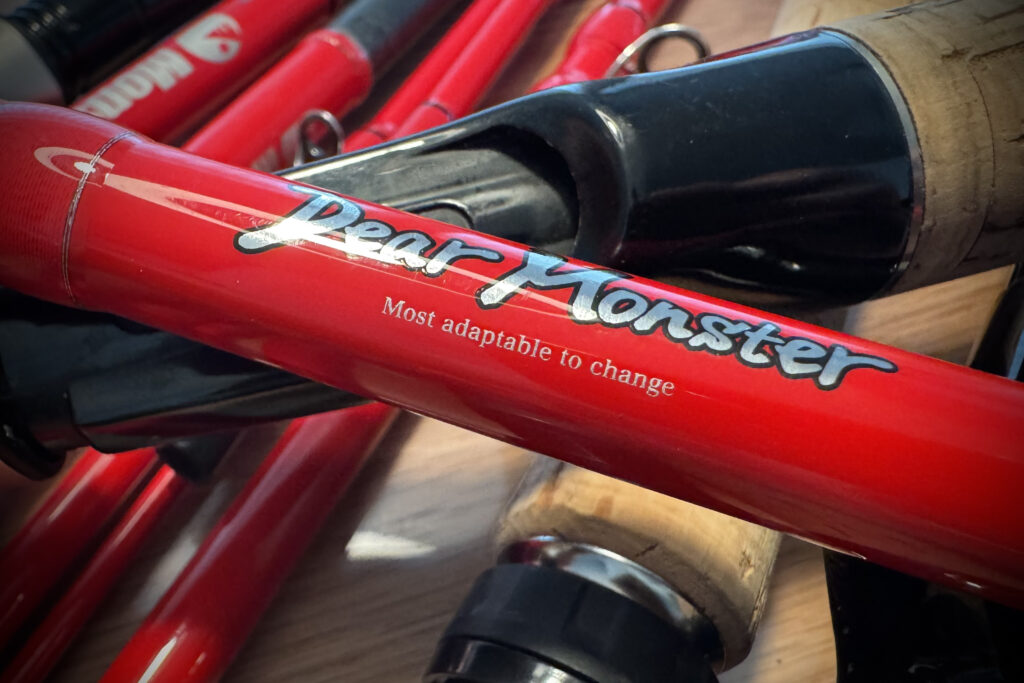 Dear Monster
Most adaptable to change